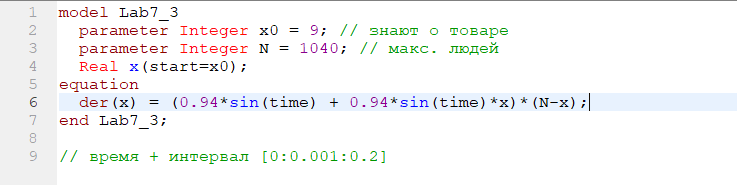 1 model Lab7_3
2 parameter Integer x0 = 9; // знают о товаре
3 parameter Integer N = 1040; // макс. людей
4 Real x(start=x0);
5 equation
6 der(x) = (0.94*sin(time) + 0.94*sin(time)*x)*(N-x);
7 end Lab7_3;
8
9 // время + интервал [0:0.001:0.2]